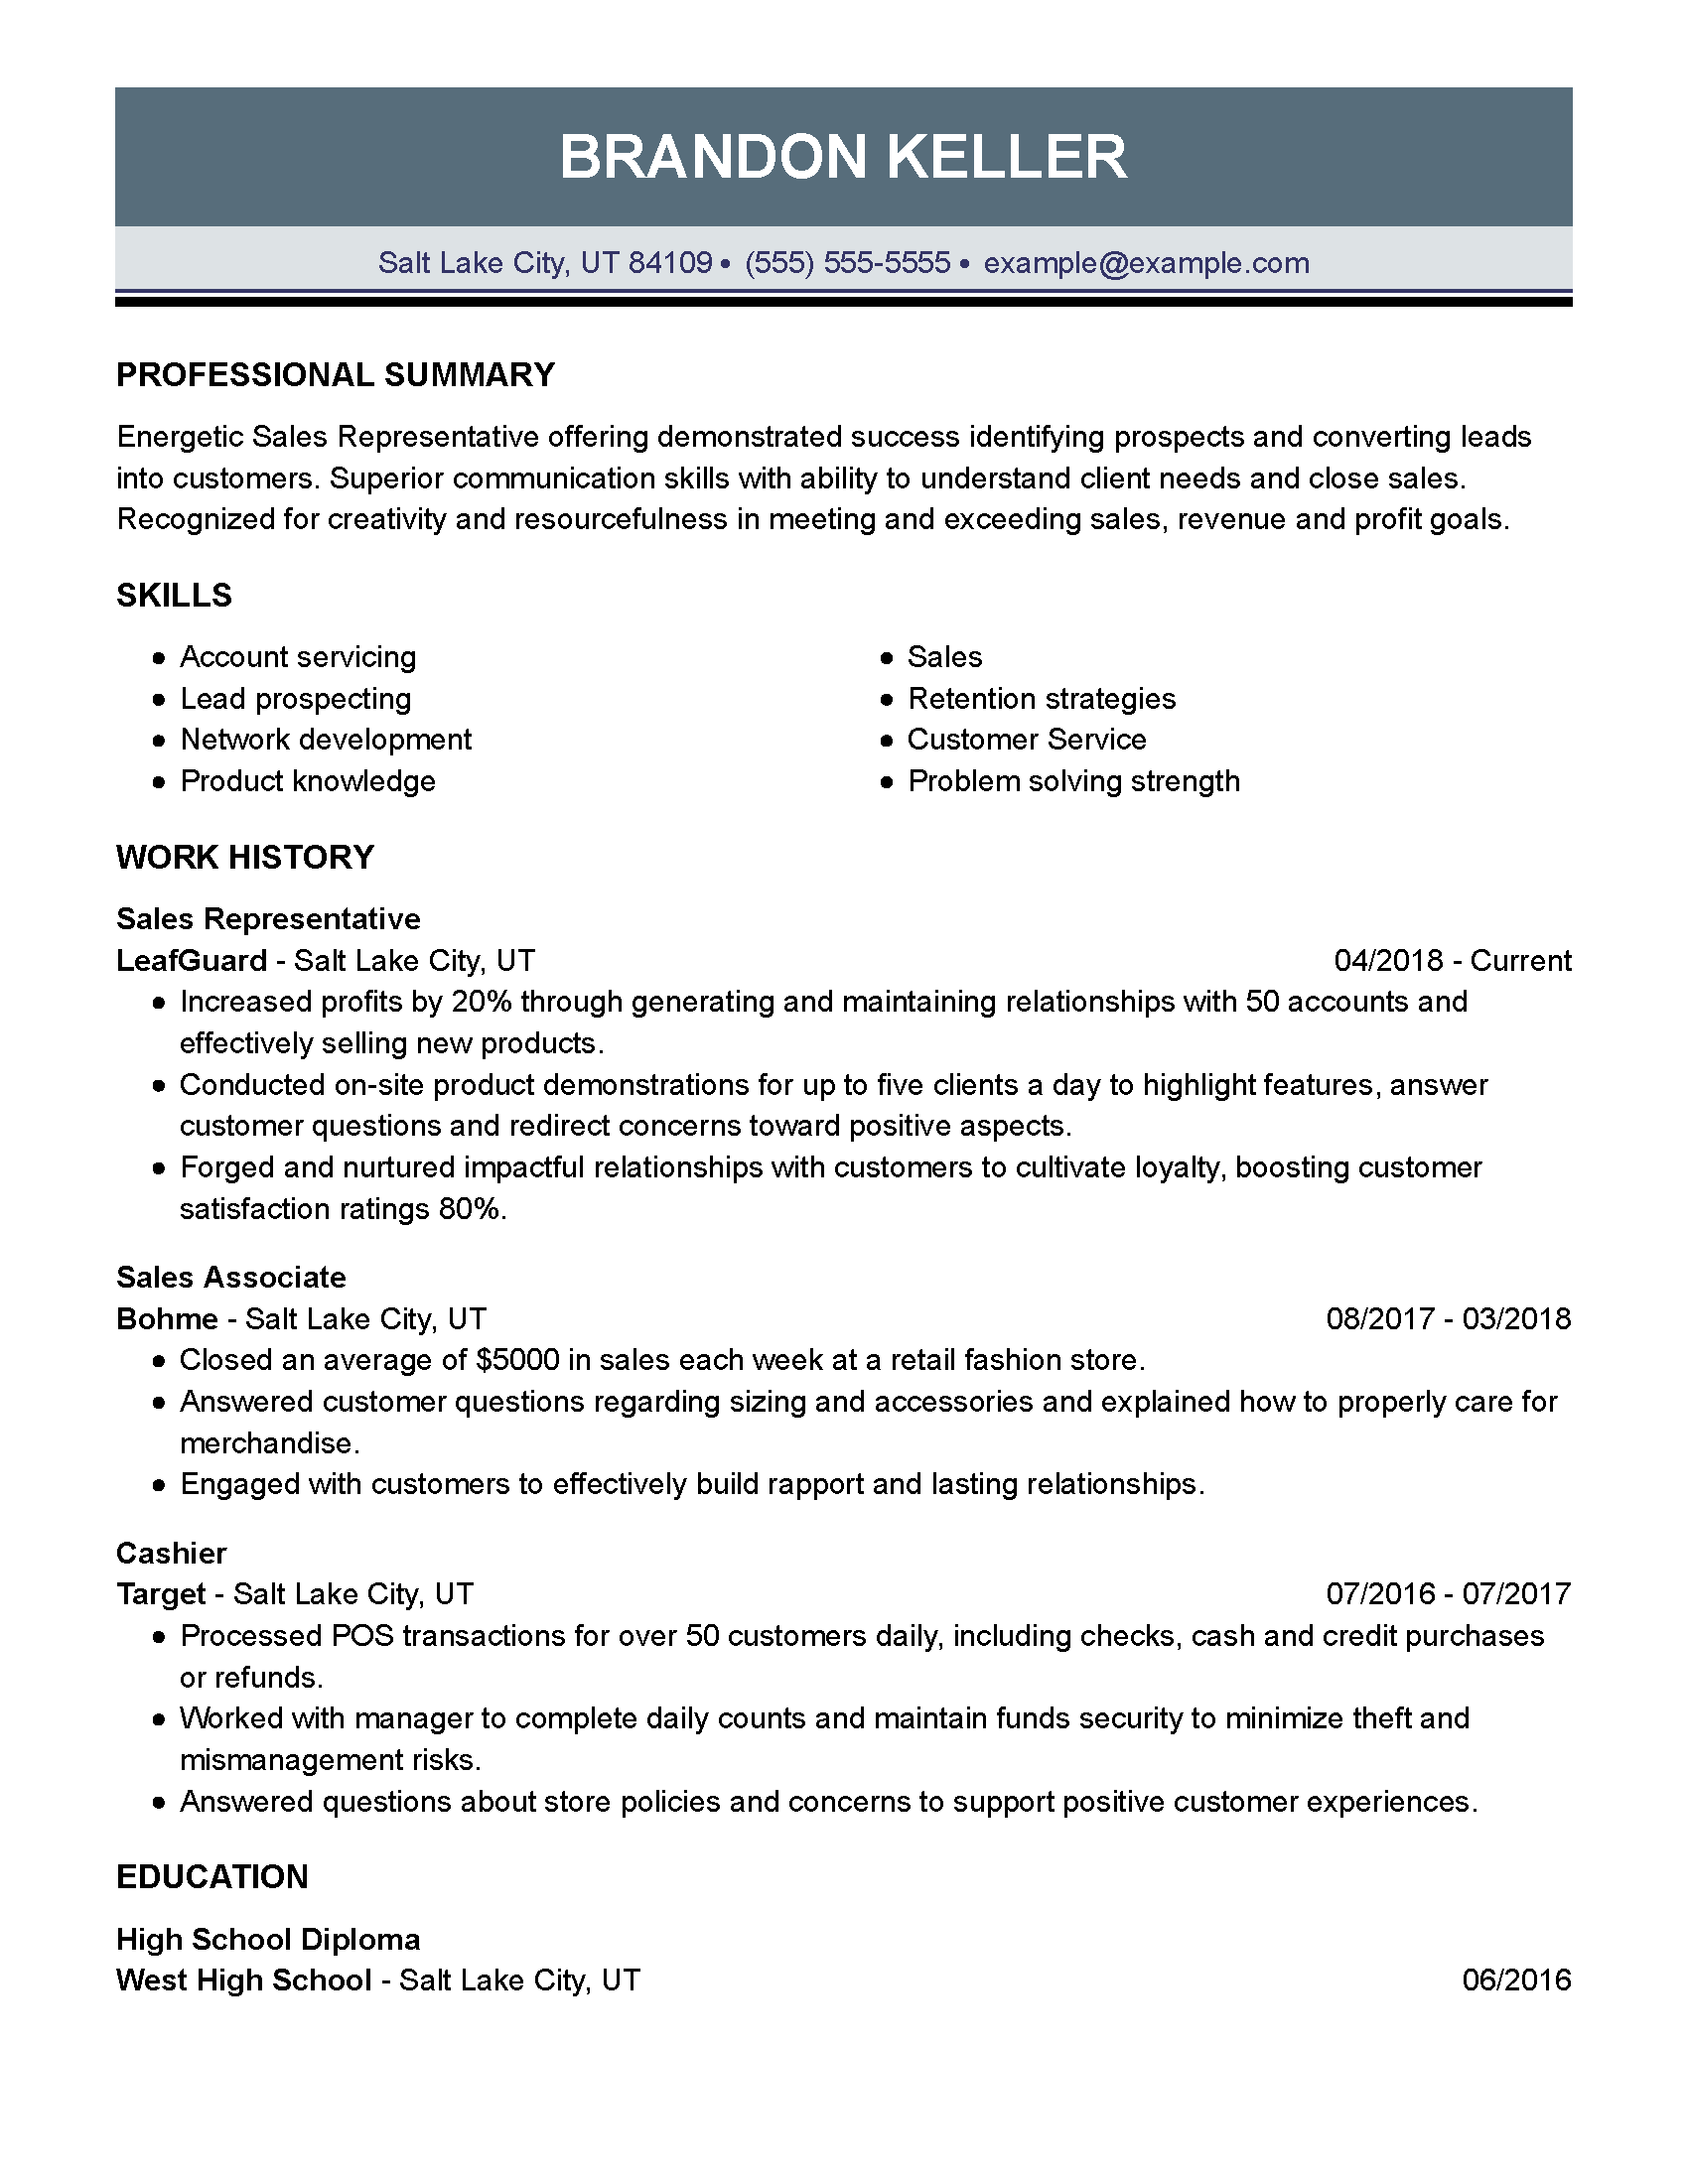 BRANDON KELLER
Salt Lake City, UT 84109 • (555) 555-5555 • example@example.com
PROFESSIONAL SUMMARY
Energetic Sales Representative offering demonstrated success identifying prospects and converting leads
into customers. Superior communication skills with ability to understand client needs and close sales.
Recognized for creativity and resourcefulness in meeting and exceeding sales, revenue and profit goals.
SKILLS
• Account servicing
• Lead prospecting
• Network development
• Product knowledge
• Sales
• Retention strategies
• Customer Service
• Problem solving strength
WORK HISTORY
Sales Representative
LeafGuard - Salt Lake City, UT 04/2018 - Current
• Increased profits by 20% through generating and maintaining relationships with 50 accounts and
effectively selling new products.
• Conducted on-site product demonstrations for up to five clients a day to highlight features, answer
customer questions and redirect concerns toward positive aspects.
• Forged and nurtured impactful relationships with customers to cultivate loyalty, boosting customer
satisfaction ratings 80%.
Sales Associate
Bohme - Salt Lake City, UT 08/2017 - 03/2018
• Closed an average of $5000 in sales each week at a retail fashion store.
• Answered customer questions regarding sizing and accessories and explained how to properly care for
merchandise.
• Engaged with customers to effectively build rapport and lasting relationships.
Cashier
Target - Salt Lake City, UT 07/2016 - 07/2017
• Processed POS transactions for over 50 customers daily, including checks, cash and credit purchases
or refunds.
• Worked with manager to complete daily counts and maintain funds security to minimize theft and
mismanagement risks.
• Answered questions about store policies and concerns to support positive customer experiences.
EDUCATION
High School Diploma
West High School - Salt Lake City, UT 06/2016